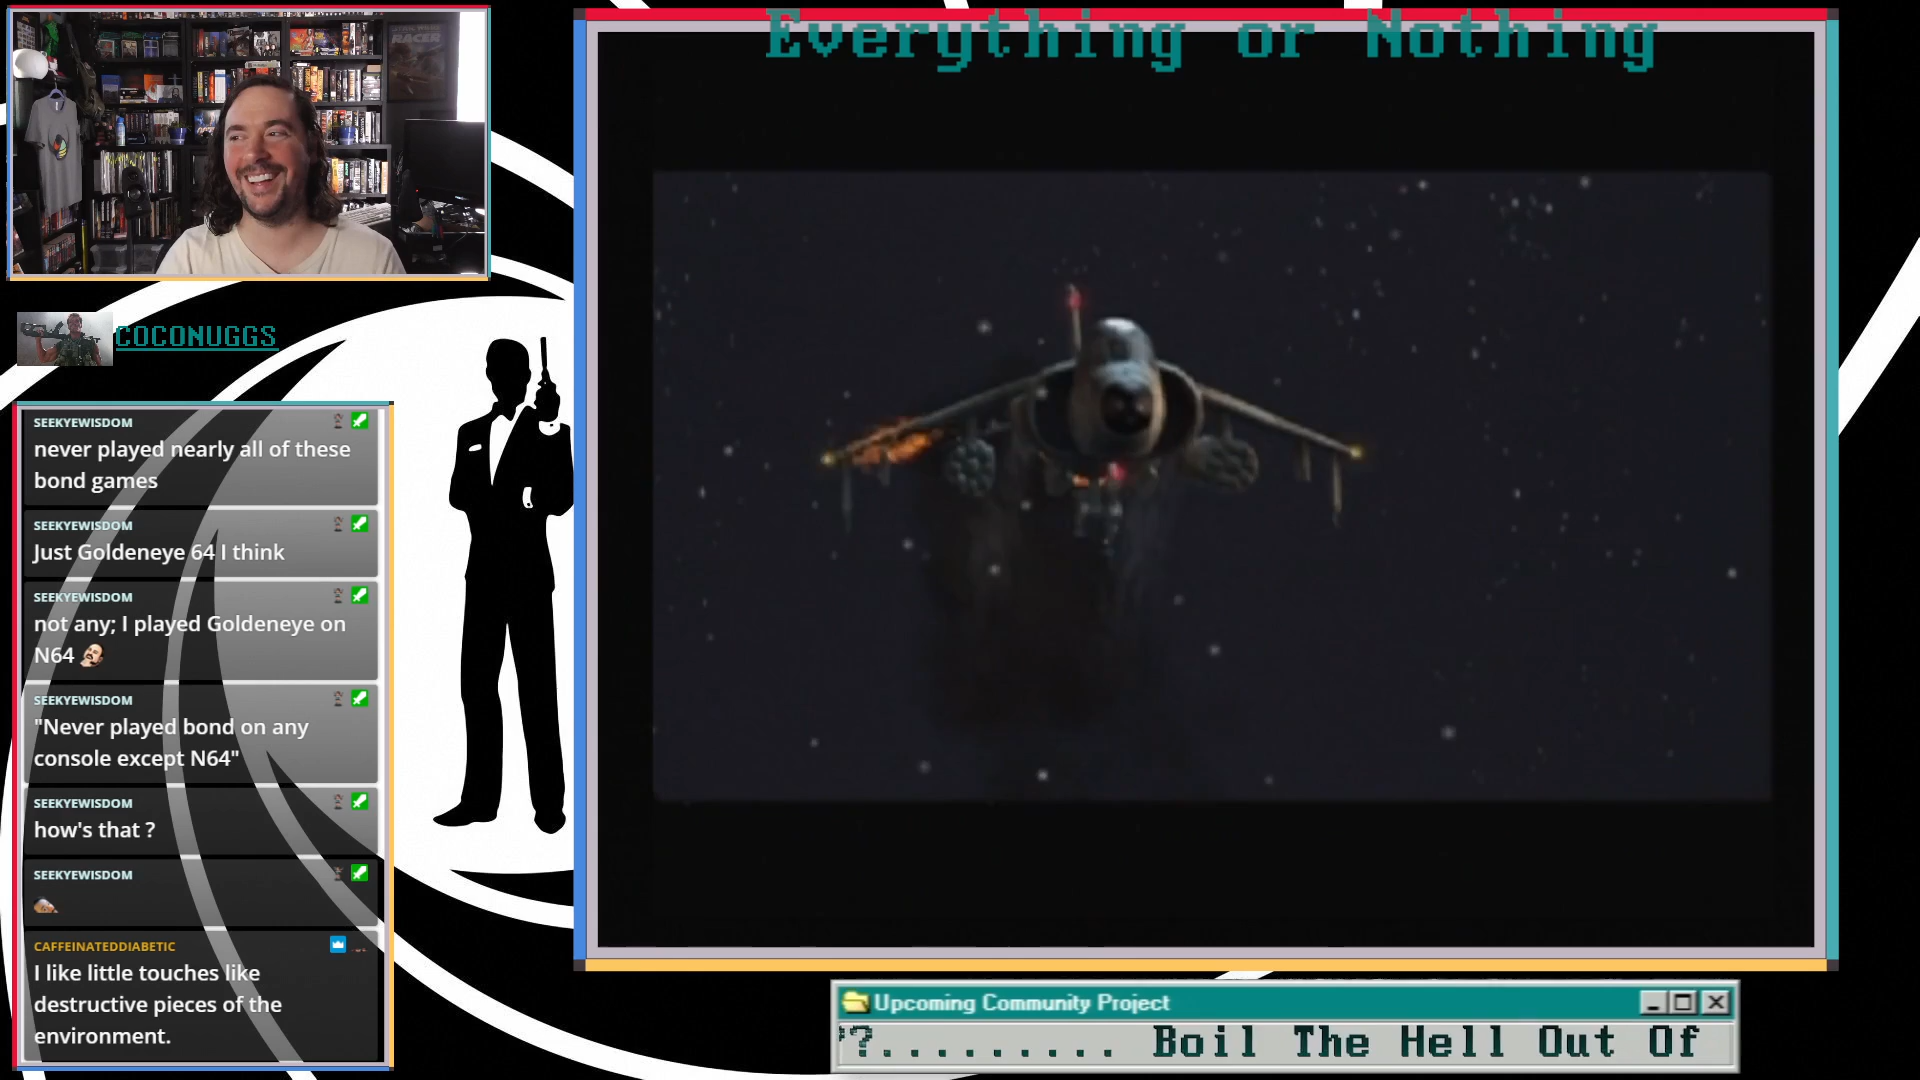 Everything or Nothing
RACER
COCONUGGS
SEEKYEWISDOM
never played nearly all of these
bond games
SEEKYEWISDOM
Just Goldeneye 64 I think
SEEKYEWISDOM
not any; I played Goldeneye on
N64
SEEKYEWISDOM
"Never played bond on any
console except N64"
SEEKYEWISDOM
how's that ?
SEEKYEWISDOM
CAFFEINATEDDIABETIC
I like little touches like
destructive pieces of the
environment.
Upcoming Community Project
'?......... Boil The Hell Out Of